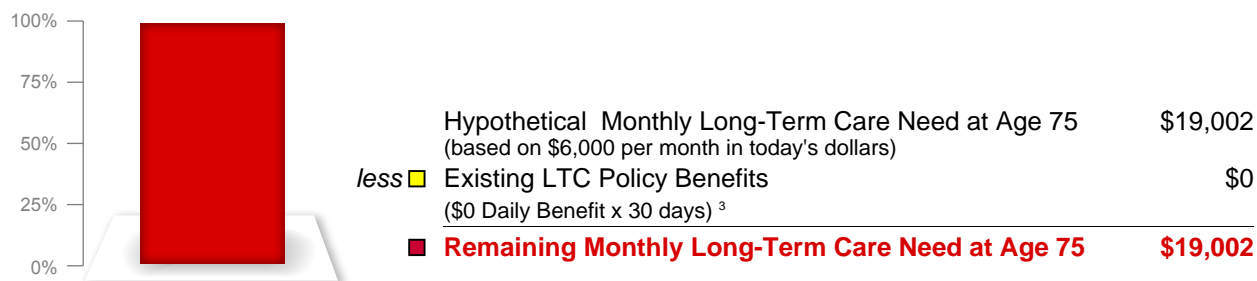 100%
75%
50%
25%
0%
Hypothetical Monthly Long-Term Care Need at Age 75 $19,002
(based on $6,000 per month in today's dollars)
less Existing LTC Policy Benefits $0
($0 Daily Benefit x 30 days) ³
Remaining Monthly Long-Term Care Need at Age 75 $19,002